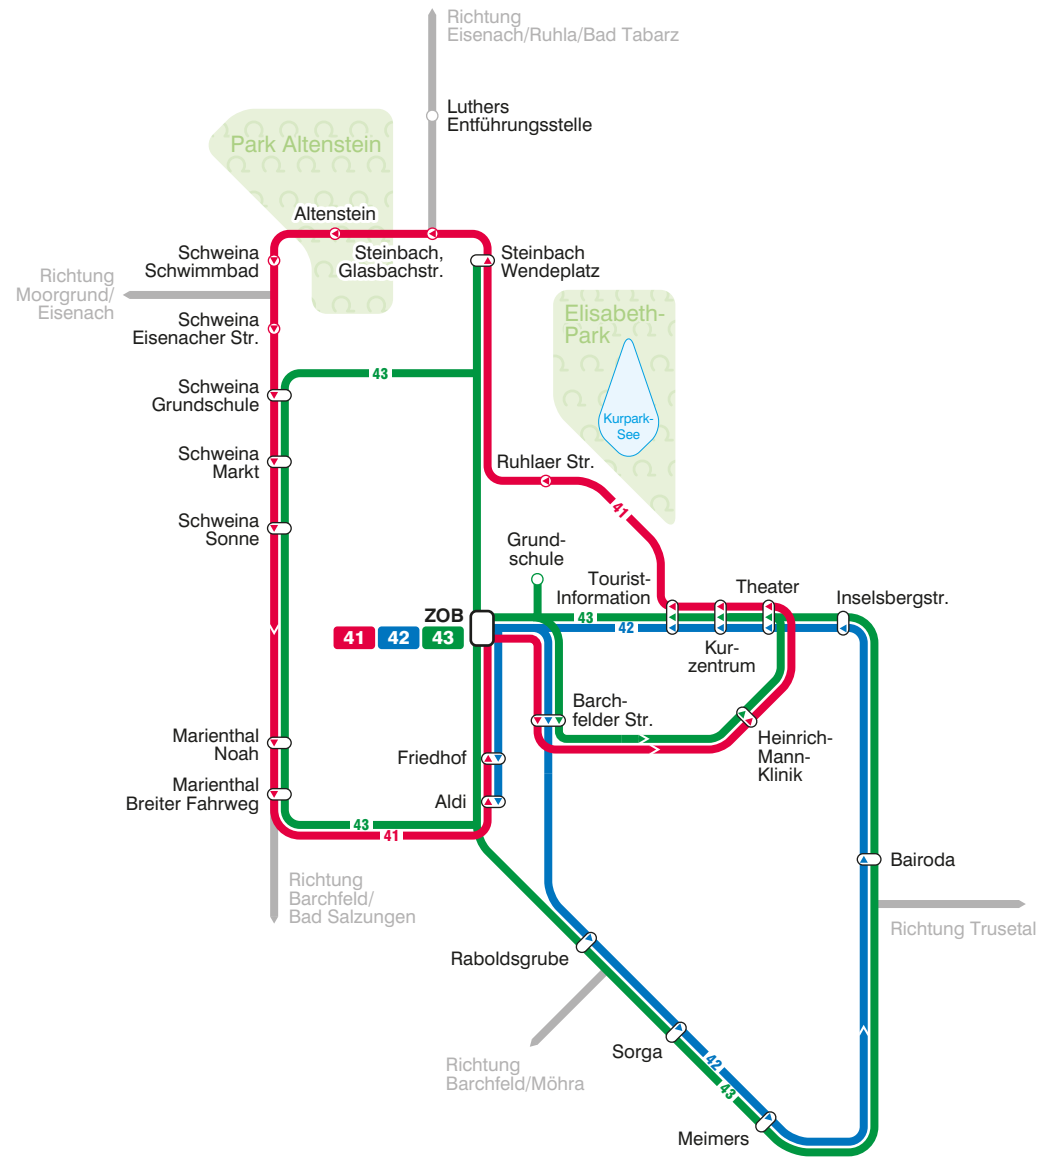 Richtung
Eisenach/Ruhla/Bad Tabarz
Luthers
Entführungsstelle
Park Altenstein
Altenstein
Schweina
Schwimmbad
Steinbach,
Glasbachstr.
Steinbach
Wendeplatz
Richtung
Moorgrund/
Eisenach
Schweina
Eisenacher Str.
Elisabeth-
Park
Kurpark-
See
43
Schweina
Grundschule
Schweina
Markt
Ruhlaer Str.
41
Schweina
Sonne
Grund-
schule
Tourist-
Information
Theater
Inselsbergstr.
ZOB
41 42 43
43
42
Kur-
zentrum
Barch-
felder Str.
Heinrich-
Mann-
Klinik
Marienthal
Noah
Friedhof
Marienthal
Breiter Fahrweg
Aldi
43
41
Richtung
Barchfeld/
Bad Salzungen
Bairoda
Richtung Trusetal
Raboldsgrube
Sorga
Richtung
Barchfeld/Möhra
42
43
Meimers